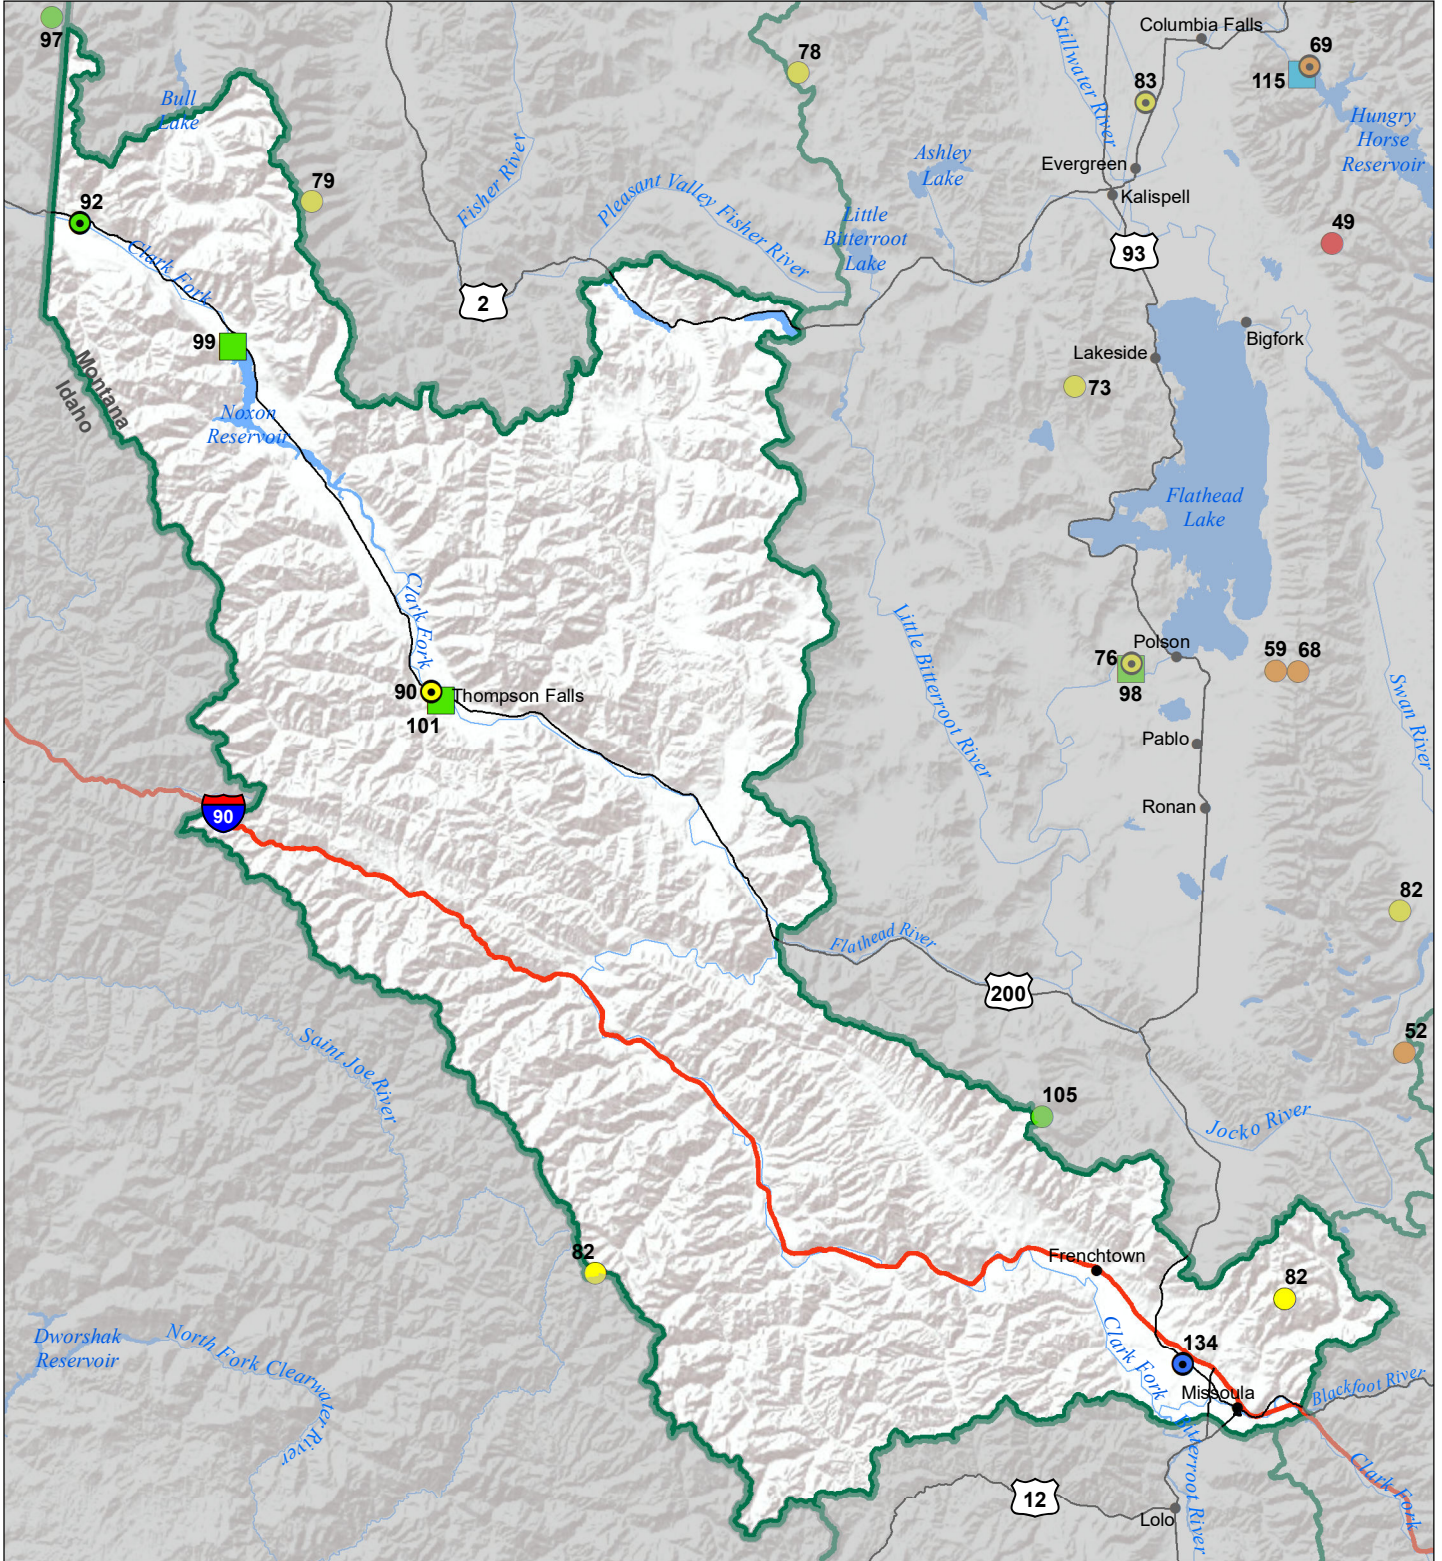 97
Columbia Falls
78
69
115
83
Stillwater River
Bull
Lake
Hungry
Horse
Reservoir
Ashley
Lake
Evergreen
Fisher River
79
Pleasant Valley Fisher River
Kalispell
92
Little
Bitterroot
Lake
49
93
Clark Fork
2
99
Bigfork
Lakeside
Montana
Idaho
73
Noxon
Reservoir
Flathead
Lake
Clark Fork
Little Bitterroot River
Polson
76
98
59
68
90
Thompson Falls
101
Swan River
Pablo
Ronan
90
82
Flathead River
200
Saint Joe River
52
105
Jocko River
82
Frenchtown
82
Dworshak
Reservoir
North Fork Clearwater River
134
Clark Fork
Missoula
Blackfoot River
Bitterroot River
Clark Fork
12
Lolo